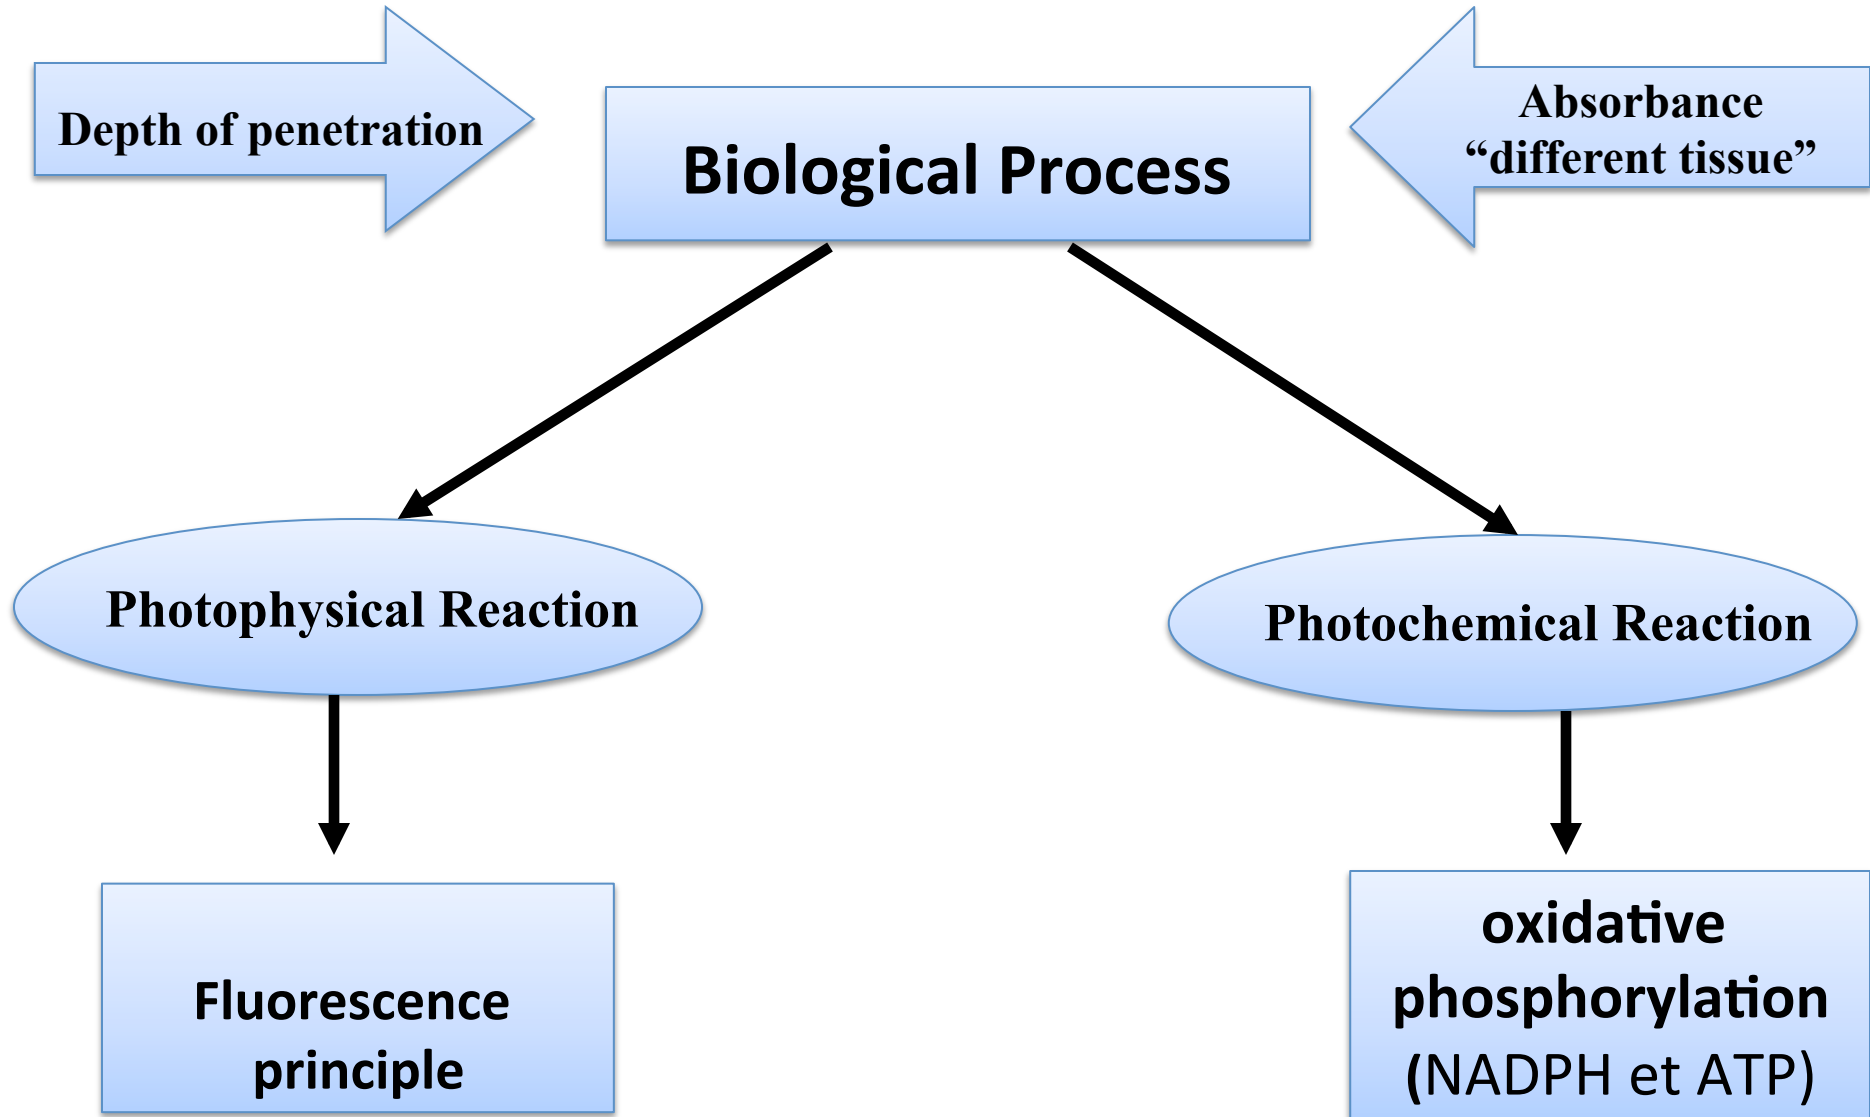 Depth of penetration
Biological Process
Absorbance
“different tissue”
Photophysical Reaction
Photochemical Reaction
Fluorescence
principle
oxidative
phosphorylation
(NADPH et ATP)